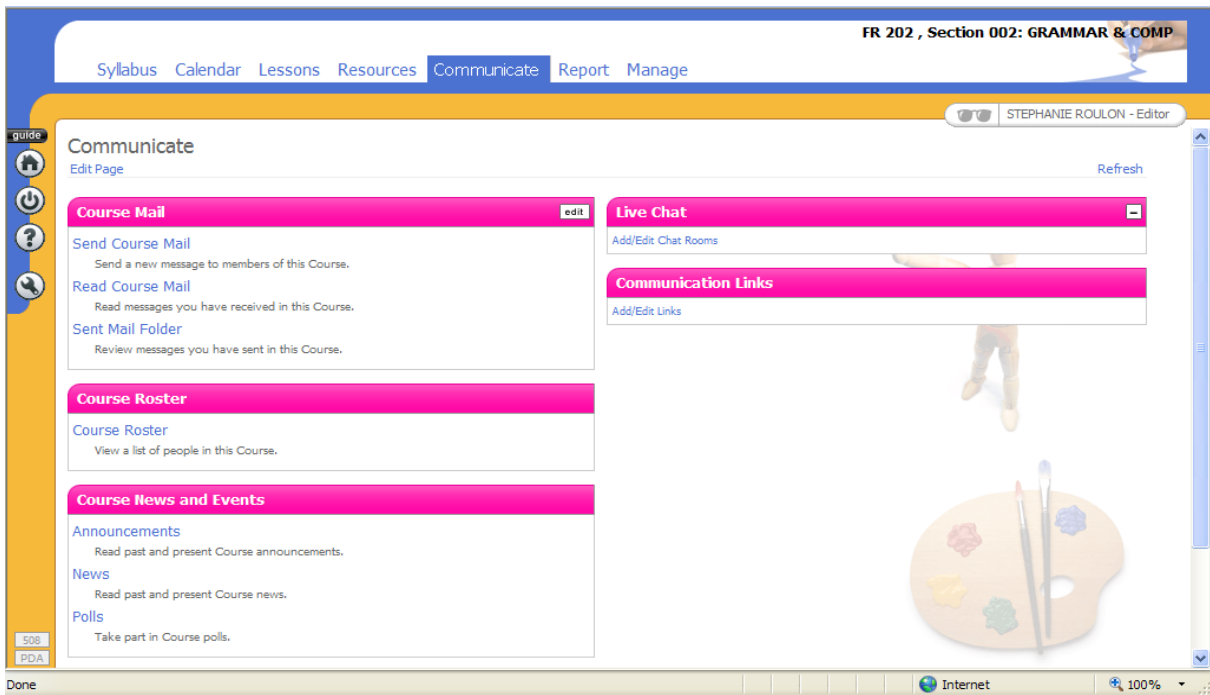 FR 202 , Section 002: GRAMMAR & COMP
Syllabus Calendar Lessons Resources Communicate Report Manage
STEPHANIE ROULON - Editor
guide
Communicate
Edit Page
Refresh
Course Mail
edit
Send Course Mail
Send a new message to members of this Course.
Read Course Mail
Read messages you have received in this Course.
Sent Mail Folder
Review messages you have sent in this Course.
Course Roster
Course Roster
View a list of people in this Course.
Course News and Events
Announcements
Read past and present Course announcements.
News
Read past and present Course news.
Polls
Take part in Course polls.
Live Chat
Add/Edit Chat Rooms
Communication Links
Add/Edit Links
508
PDA
Done
Internet
100%